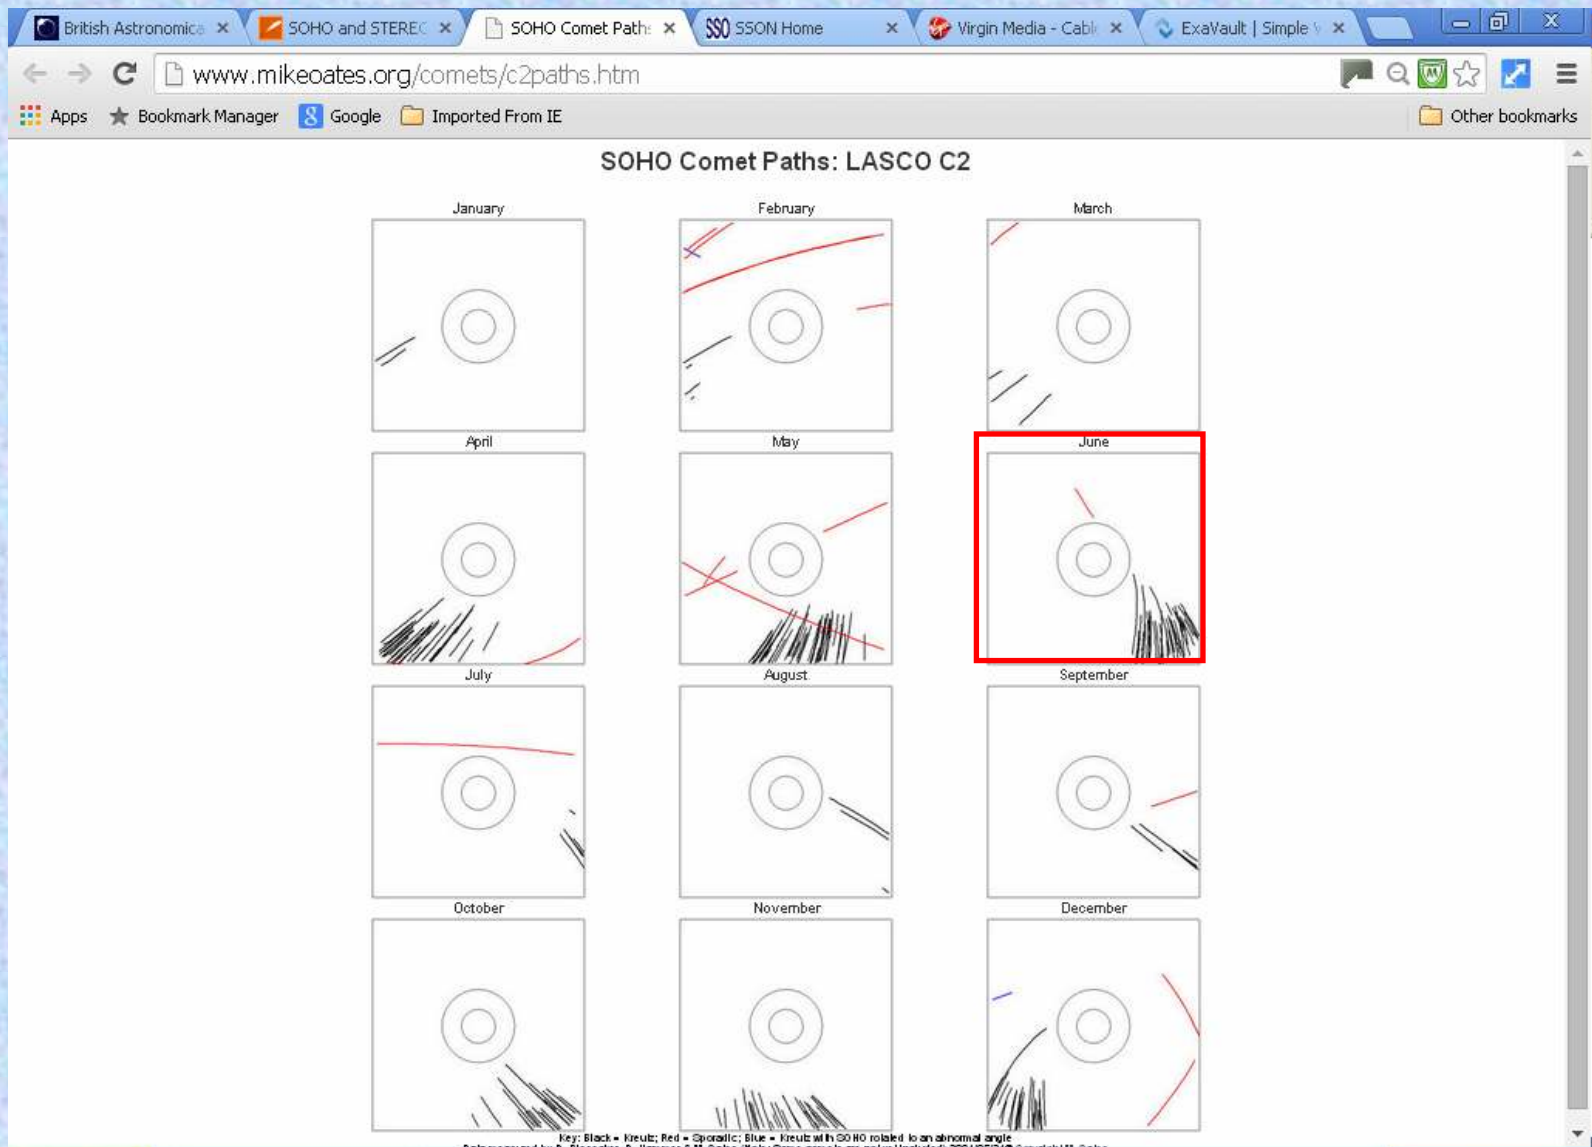 British Astronomica
SOHO and STEREO
SOHO Comet Path
SSON Home
Virgin Media - Cabl
ExaVault | Simple
www.mikeoates.org/comets/c2paths.htm
Apps Bookmark Manager Google Imported From IE Other bookmarks
SOHO Comet Paths: LASCO C2
January February March
April May June
July August September
October November December
Key: Black = Kreutz; Red = Sporadic; Blue = Kreutz with SOHO rotated to an abnormal angle